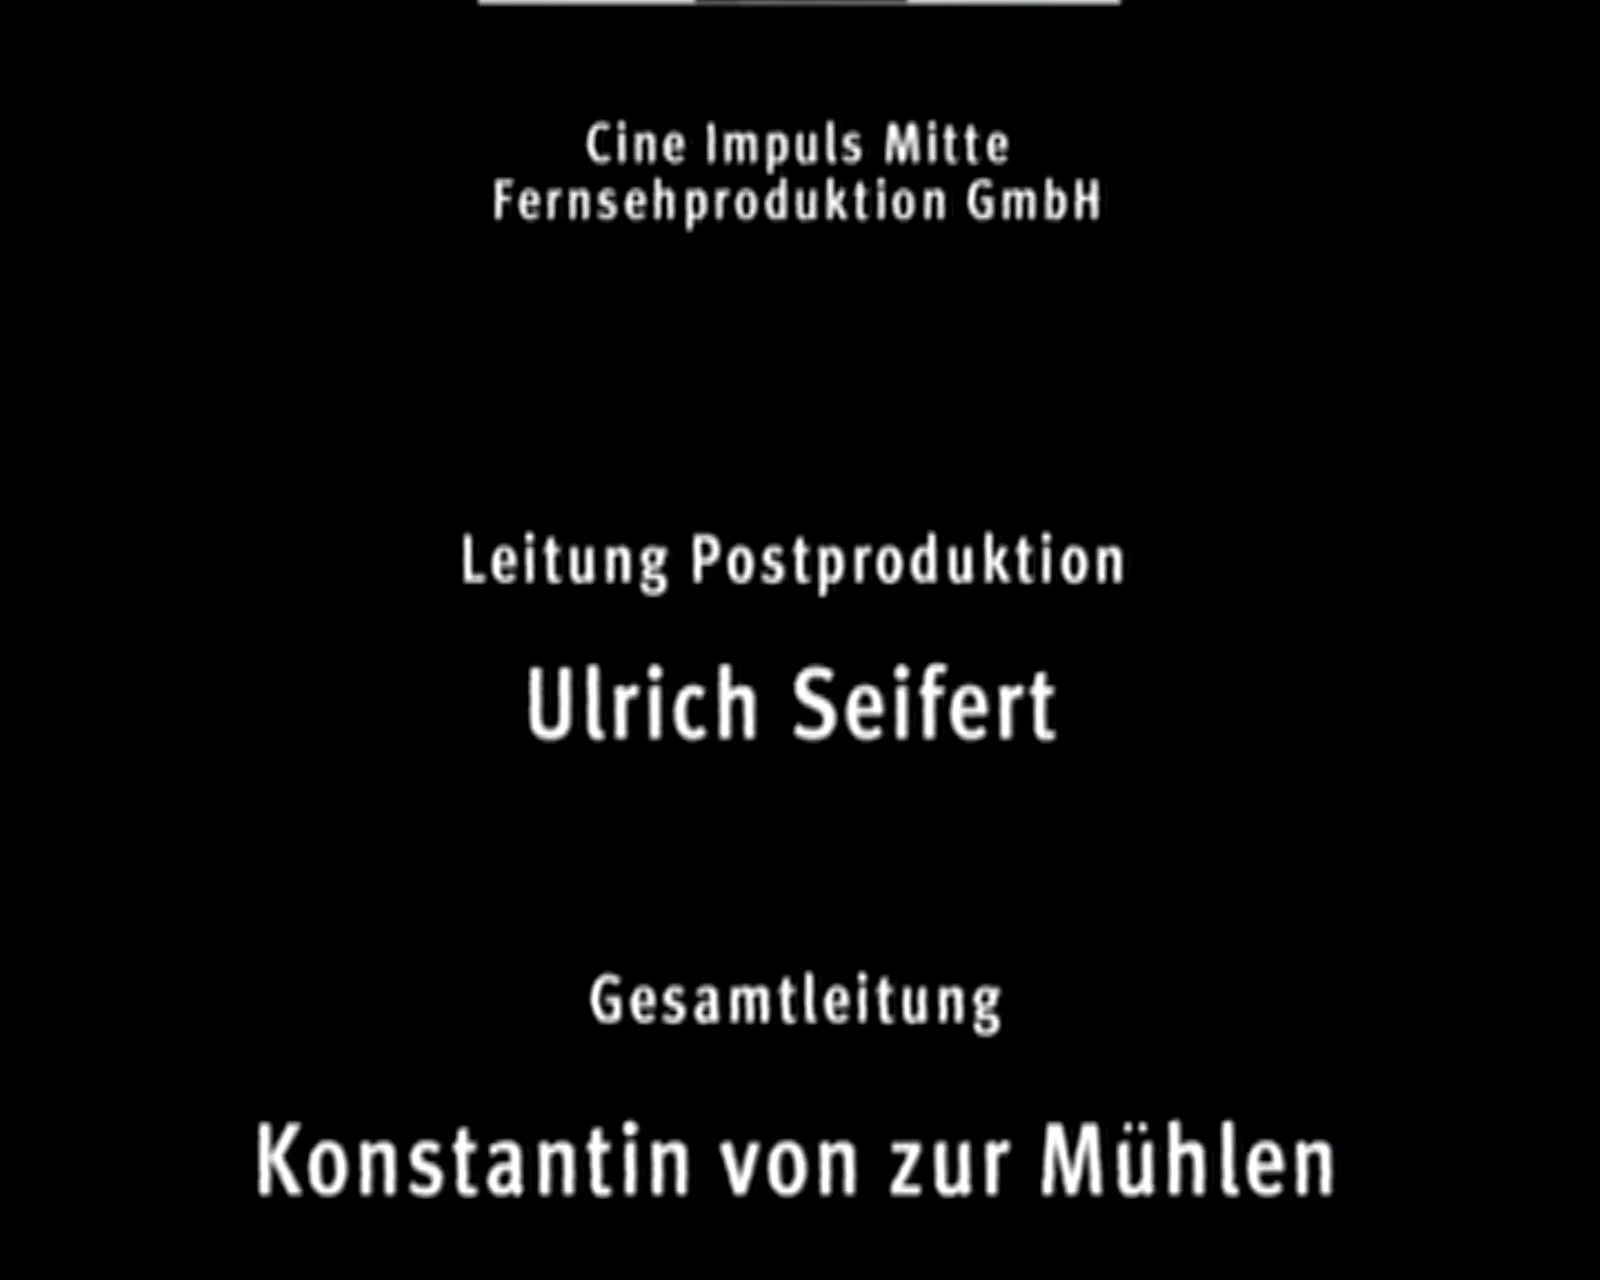 Cine Impuls Mitte
Fernsehproduktion GmbH
Leitung Postproduktion
Ulrich Seifert
Gesamtleitung
Konstantin von zur Mühlen